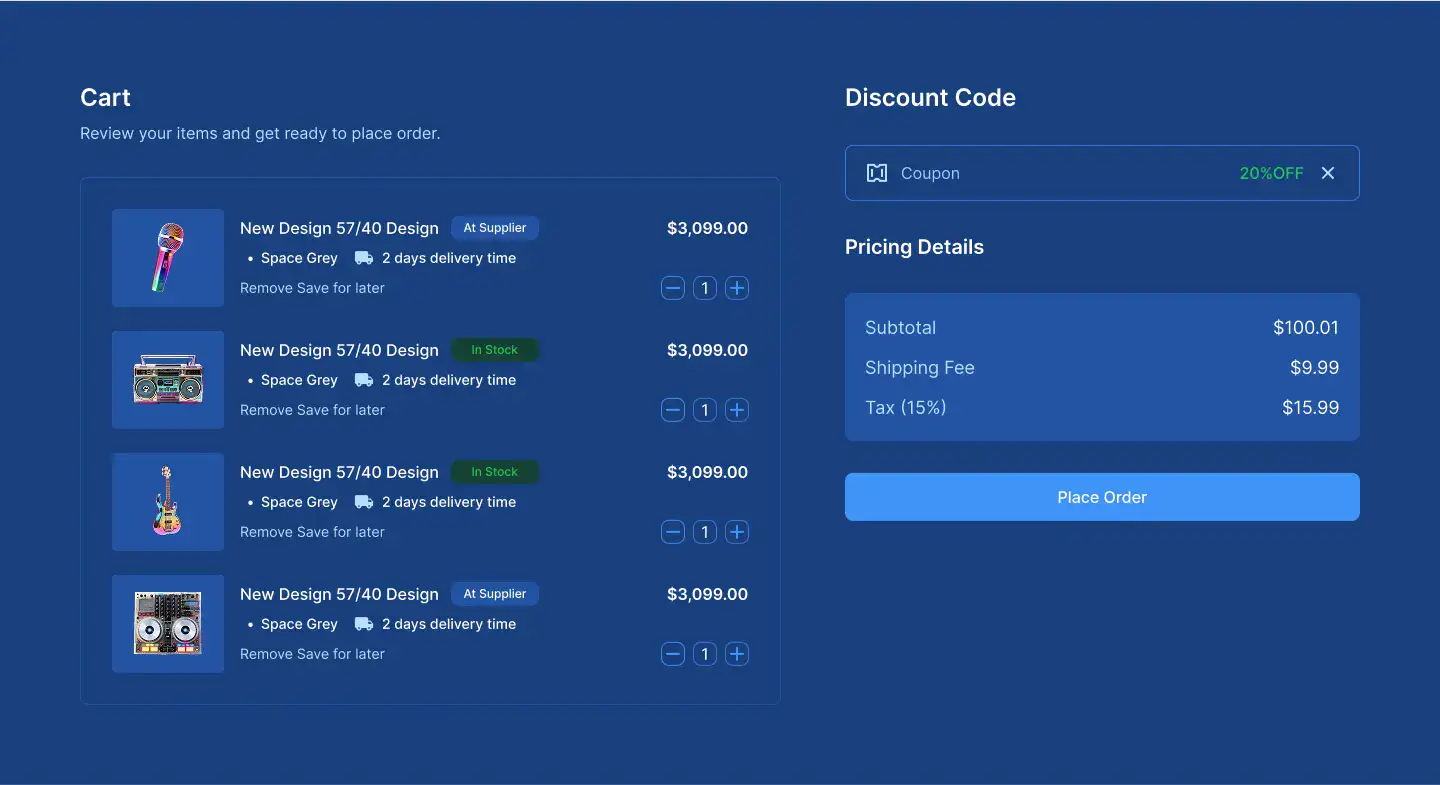 Cart
Review your items and get ready to place order.
New Design 57/40 Design At Supplier $3,099.00
• Space Grey 2 days delivery time
Remove Save for later 1
New Design 57/40 Design In Stock $3,099.00
• Space Grey 2 days delivery time
Remove Save for later 1
New Design 57/40 Design In Stock $3,099.00
• Space Grey 2 days delivery time
Remove Save for later 1
New Design 57/40 Design At Supplier $3,099.00
• Space Grey 2 days delivery time
Remove Save for later 1
Discount Code
Coupon 20%OFF
Pricing Details
Subtotal $100.01
Shipping Fee $9.99
Tax (15%) $15.99
Place Order